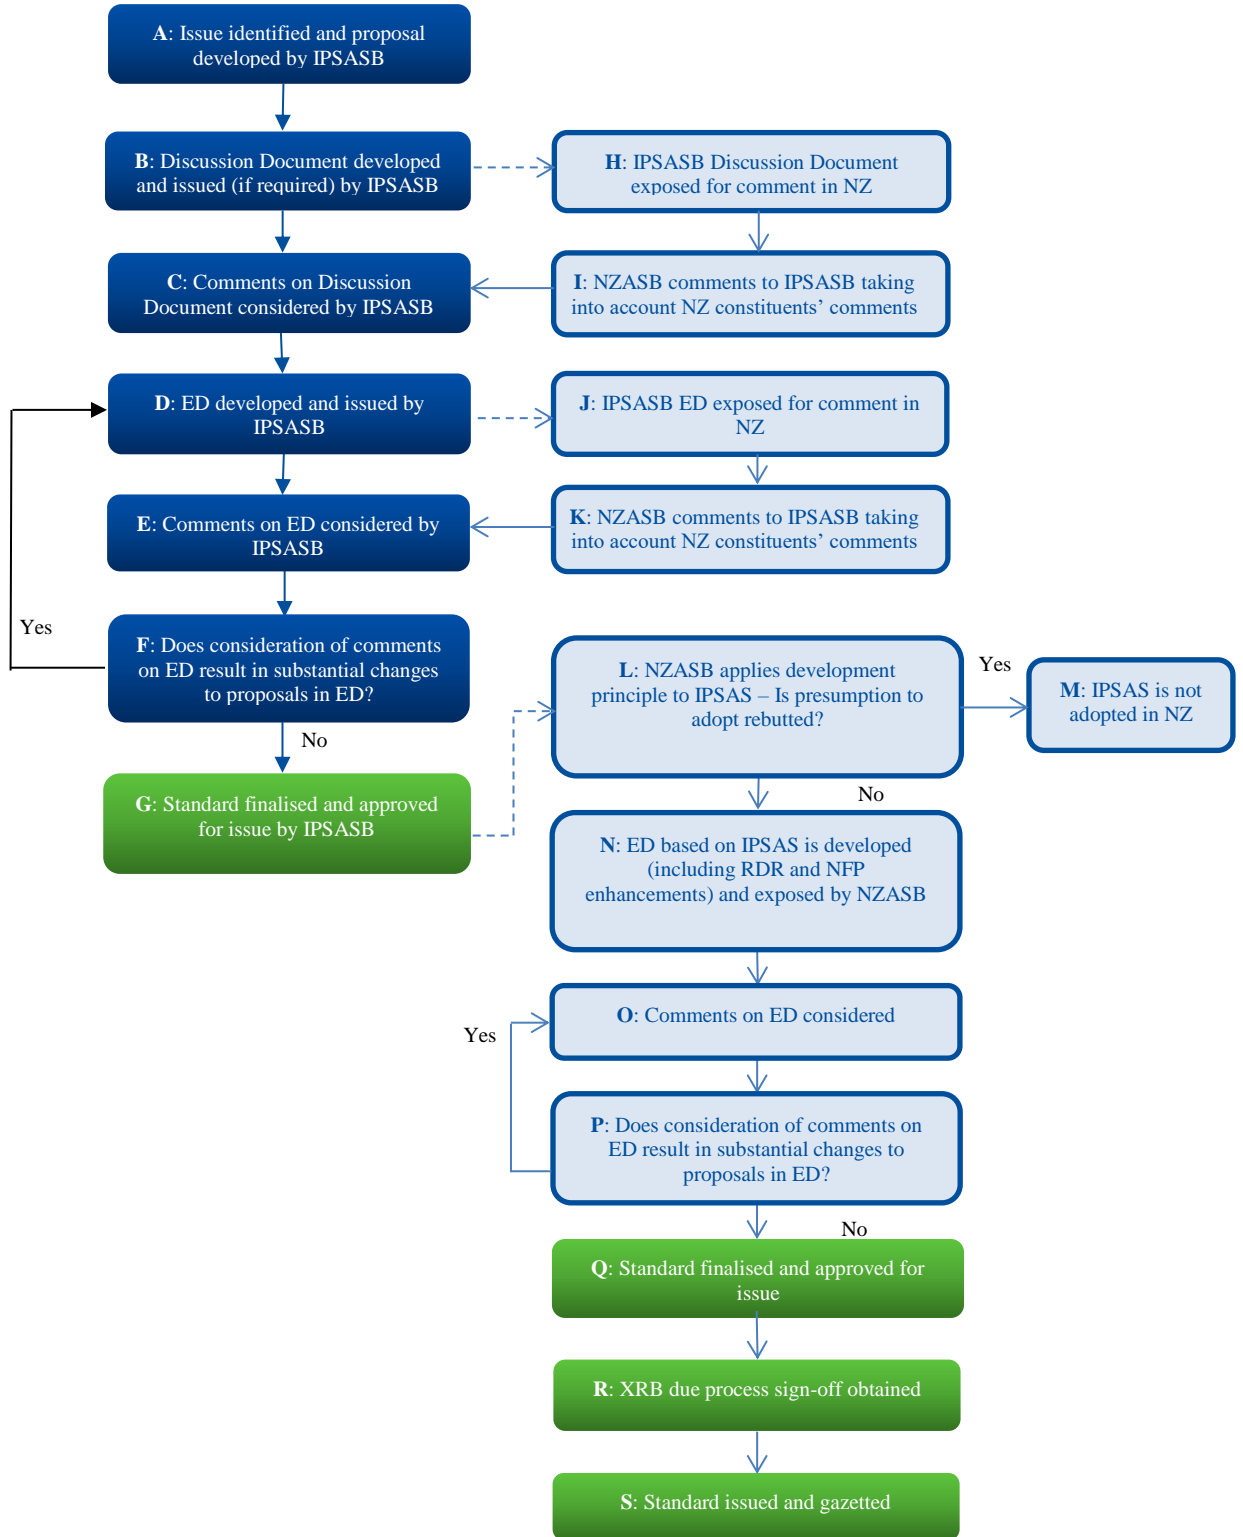 A: Issue identified and proposal
developed by IPSASB
B: Discussion Document developed
and issued (if required) by IPSASB
H: IPSASB Discussion Document
exposed for comment in NZ
C: Comments on Discussion
Document considered by IPSASB
I: NZASB comments to IPSASB taking
into account NZ constituents’ comments
D: ED developed and issued by
IPSASB
J: IPSASB ED exposed for comment in
NZ
E: Comments on ED considered by
IPSASB
K: NZASB comments to IPSASB taking
into account NZ constituents’ comments
Yes
F: Does consideration of comments
on ED result in substantial changes
to proposals in ED?
No
L: NZASB applies development
principle to IPSAS – Is presumption to
adopt rebutted?
Yes
M: IPSAS is not
adopted in NZ
No
G: Standard finalised and approved
for issue by IPSASB
N: ED based on IPSAS is developed
(including RDR and NFP
enhancements) and exposed by NZASB
O: Comments on ED considered
Yes
P: Does consideration of comments on
ED result in substantial changes to
proposals in ED?
No
Q: Standard finalised and approved for
issue
R: XRB due process sign-off obtained
S: Standard issued and gazetted